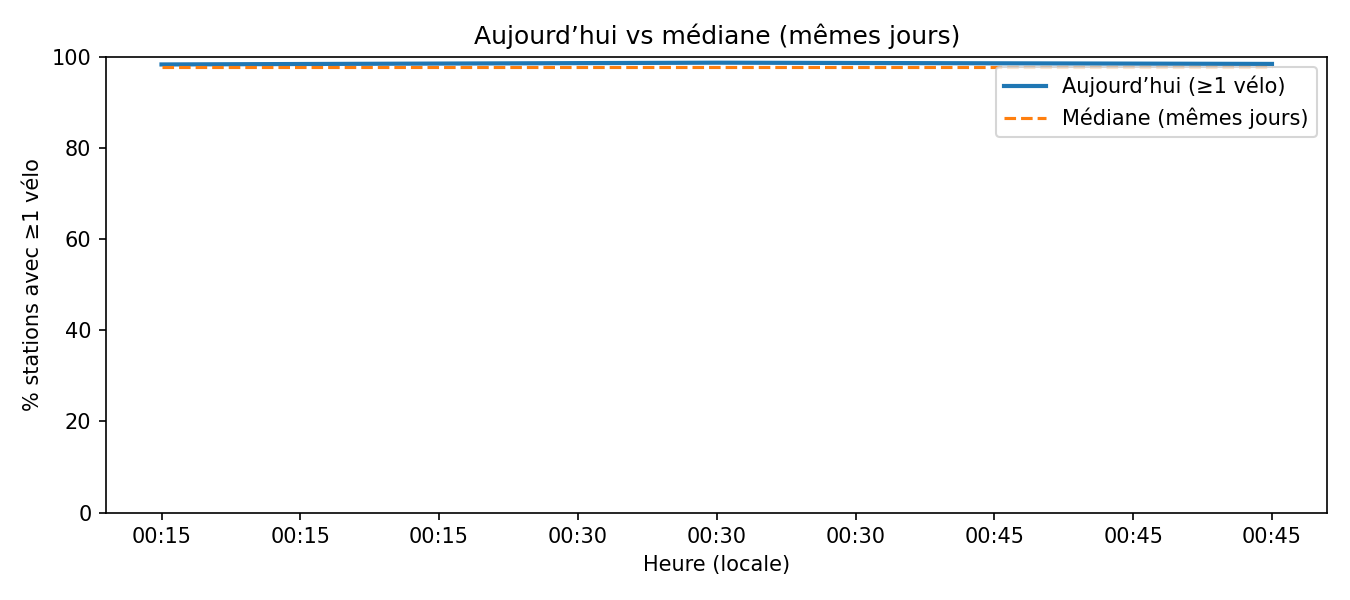 Aujourd’hui vs médiane (mêmes jours)
% stations avec ≥1 vélo
100
80
60
40
20
0
Aujourd’hui (≥1 vélo)
Médiane (mêmes jours)
00:15 00:15 00:15 00:30 00:30 00:30 00:45 00:45 00:45
Heure (locale)